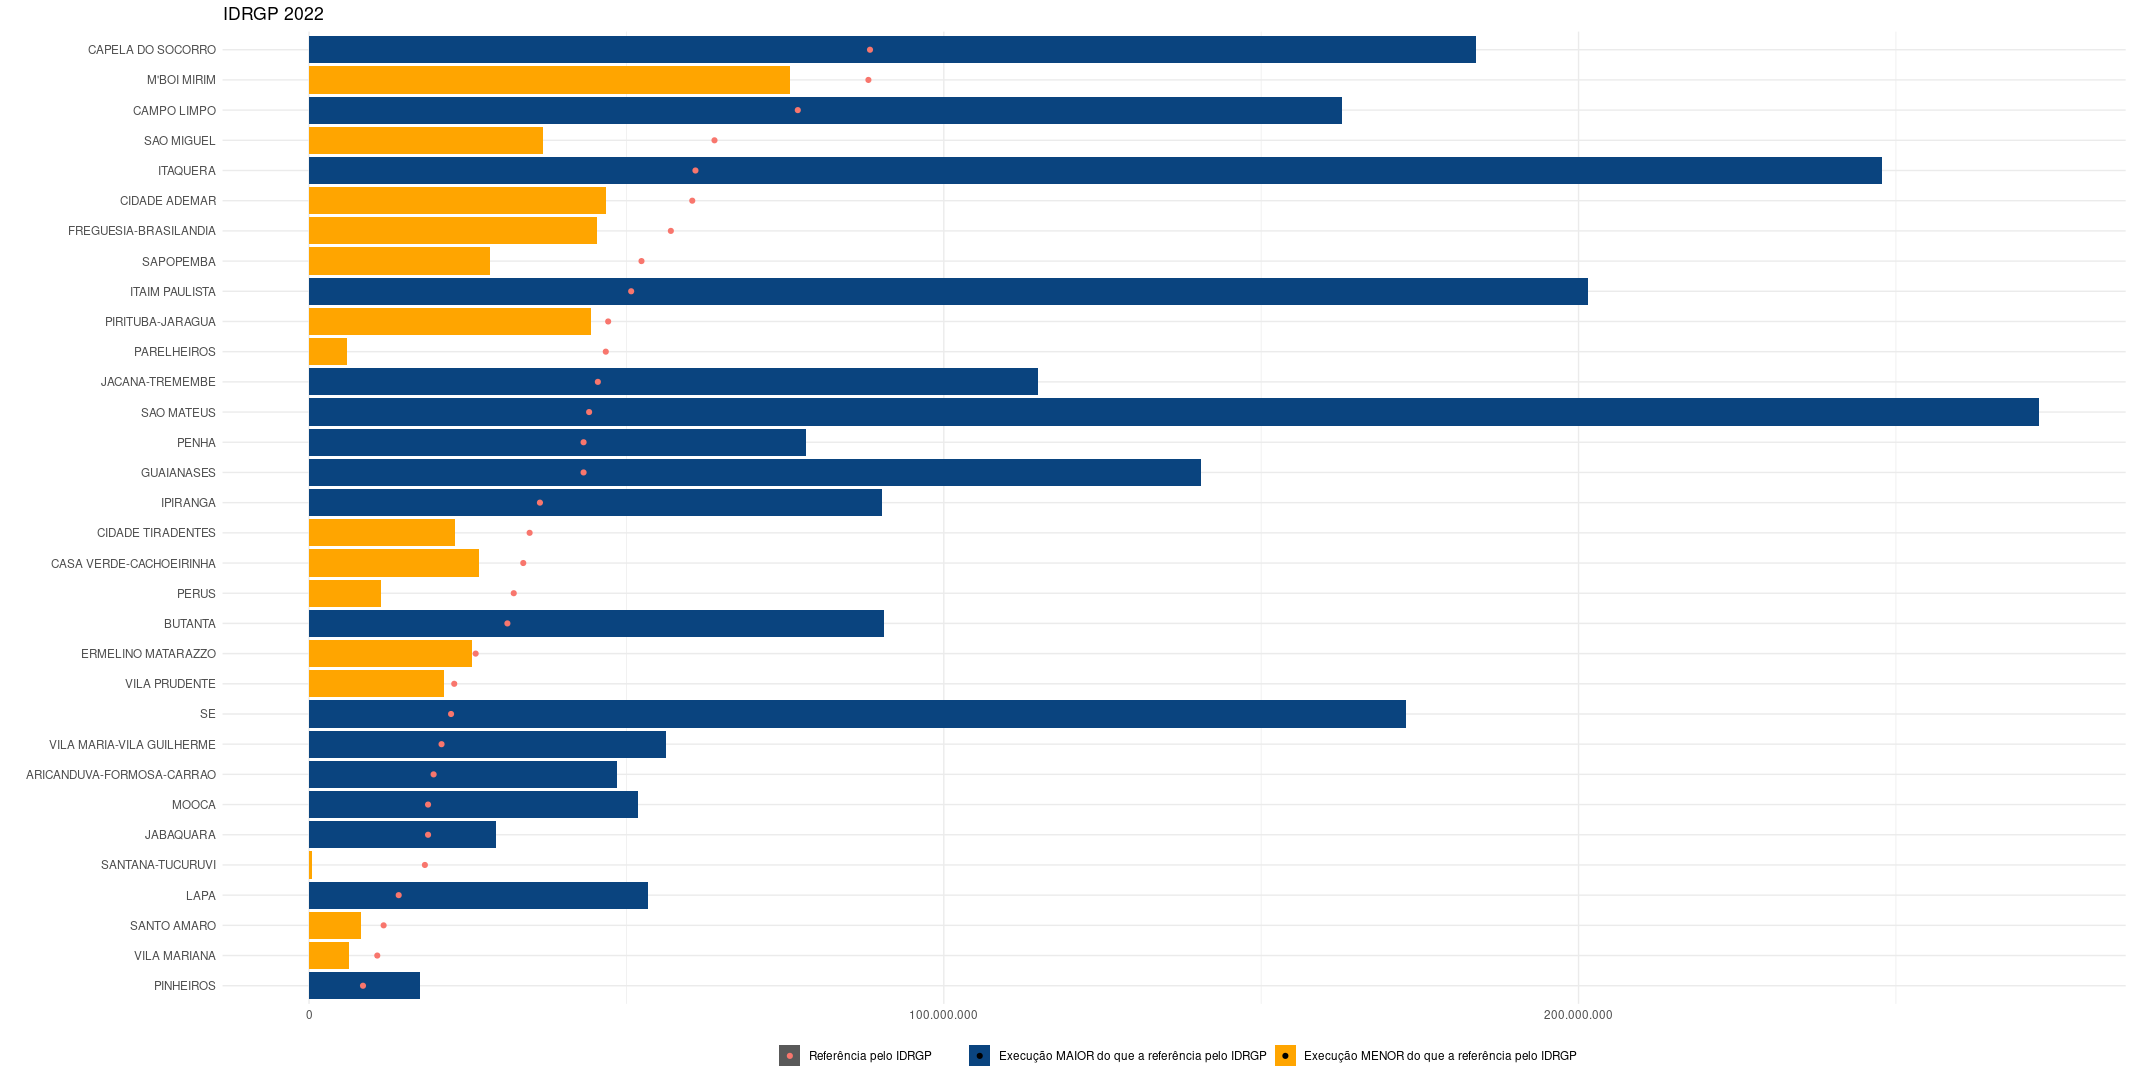 IDRGP 2022
CAPELA DO SOCORRO
M'BOI MIRIM
CAMPO LIMPO
SAO MIGUEL
ITAQUERA
CIDADE ADEMAR
FREGUESIA-BRASILANDIA
SAPOPEMBA
ITAIM PAULISTA
PIRITUBA-JARAGUA
PARELHEIROS
JACANA-TREMEMBE
SAO MATEUS
PENHA
GUAIANASES
IPIRANGA
CIDADE TIRADENTES
CASA VERDE-CACHOEIRINHA
PERUS
BUTANTA
ERMELINO MATARAZZO
VILA PRUDENTE
SE
VILA MARIA-VILA GUILHERME
ARICANDUVA-FORMOSA-CARRAO
MOOCA
JABAQUARA
SANTANA-TUCURUVI
LAPA
SANTO AMARO
VILA MARIANA
PINHEIROS
0 100.000.000 200.000.000
Referência pelo IDRGP Execução MAIOR do que a referência pelo IDRGP Execução MENOR do que a referência pelo IDRGP